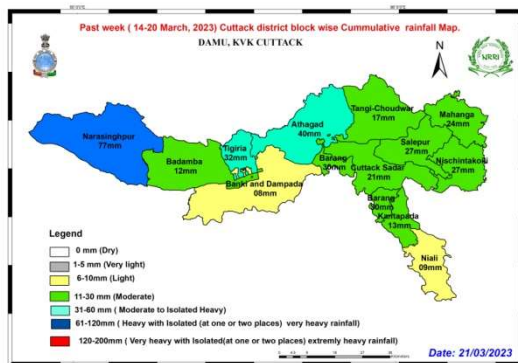 Past week ( 14-20 March, 2023) Cuttack district block wise Cummulative rainfall Map.
DAMU, KVK CUTTACK
NRRI
N
Narasinghpur
77mm
Badamba
12mm
Tigiria
32mm
Athagad
40mm
Tangi-Choudwar
17mm
Mahanga
24mm
Salepur
27mm
Nischintakoili
27mm
Barang
30mm
Cuttack Sadar
21mm
Banki and Dampada
08mm
Barang
30mm
Kantapada
13mm
Niali
09mm
Legend
0 mm (Dry)
1-5 mm (Very light)
6-10mm (Light)
11-30 mm (Moderate)
31-60 mm ( Moderate to Isolated Heavy)
61-120mm ( Heavy with Isolated (at one or two places) very heavy rainfall)
120-200mm ( Very heavy with Isolated(at one or two places) extremly heavy rainfall)
Date: 21/03/2023